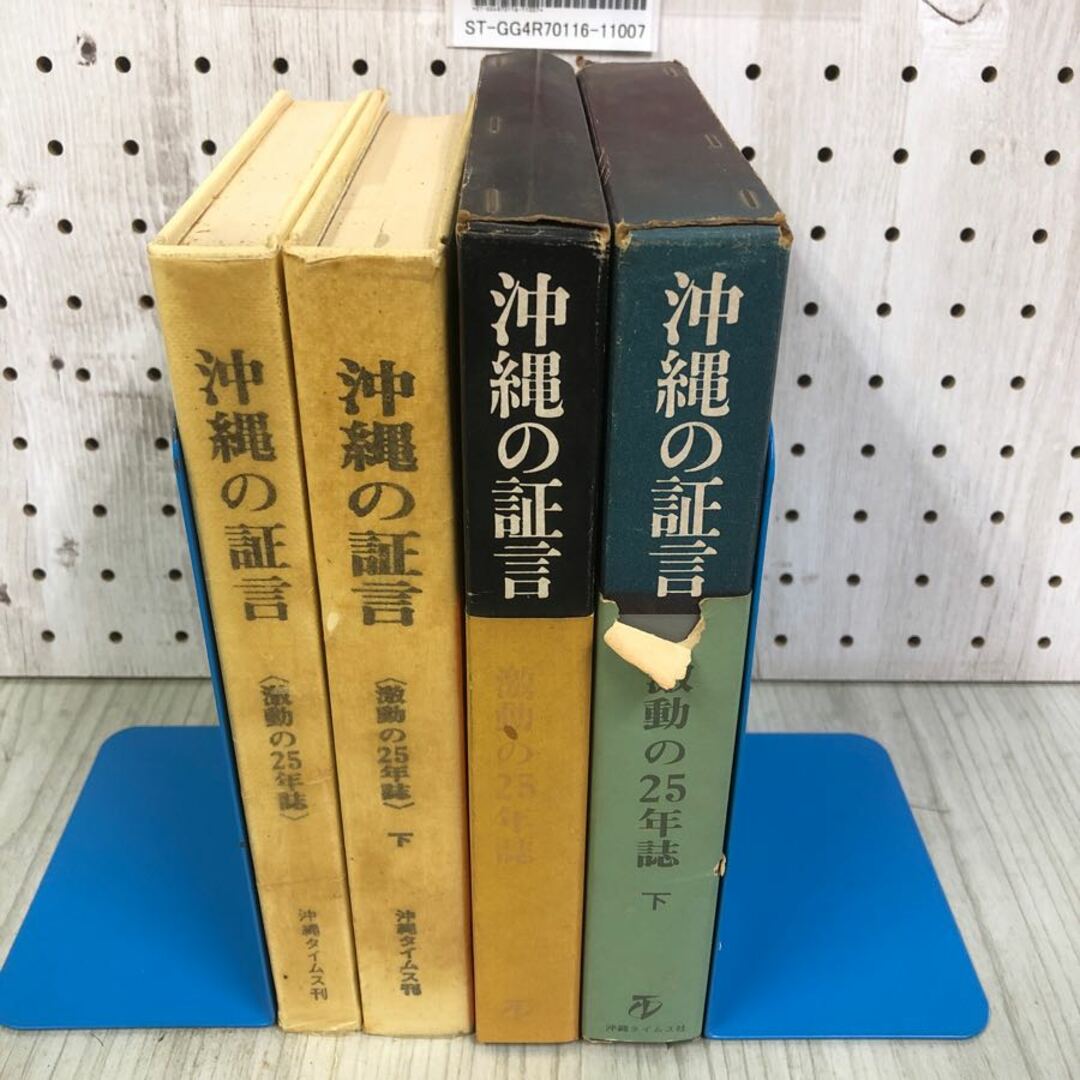 ST-GG4R70116-11007
沖縄の証言
〈激動の25年誌〉
沖縄タイムス刊
沖縄の証言
〈激動の25年誌〉
下
沖縄タイムス刊
沖縄の証言
激動の25年誌
沖縄の証言
激動の25年誌
下
沖縄タイムス社